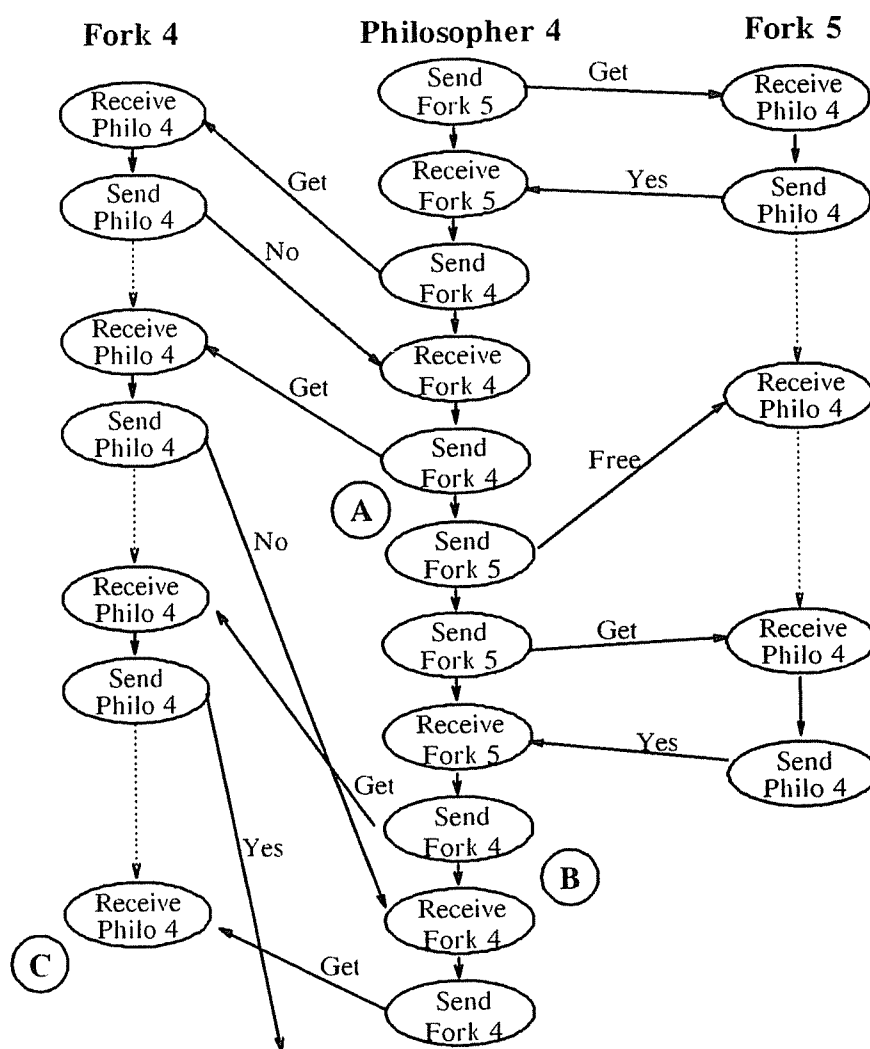 Fork 4
Philosopher 4
Fork 5
Send
Fork 5
Get
Receive
Philo 4
Receive
Philo 4
Get
Receive
Fork 5
Yes
Send
Philo 4
Send
Philo 4
No
Send
Fork 4
Receive
Philo 4
Get
Receive
Fork 4
Receive
Philo 4
Send
Philo 4
Send
Fork 4
Free
A
No
Send
Fork 5
Receive
Philo 4
Send
Fork 5
Get
Receive
Philo 4
Send
Philo 4
Receive
Fork 5
Yes
Send
Philo 4
Get
Send
Fork 4
Yes
B
Receive
Philo 4
Receive
Fork 4
C
Get
Send
Fork 4